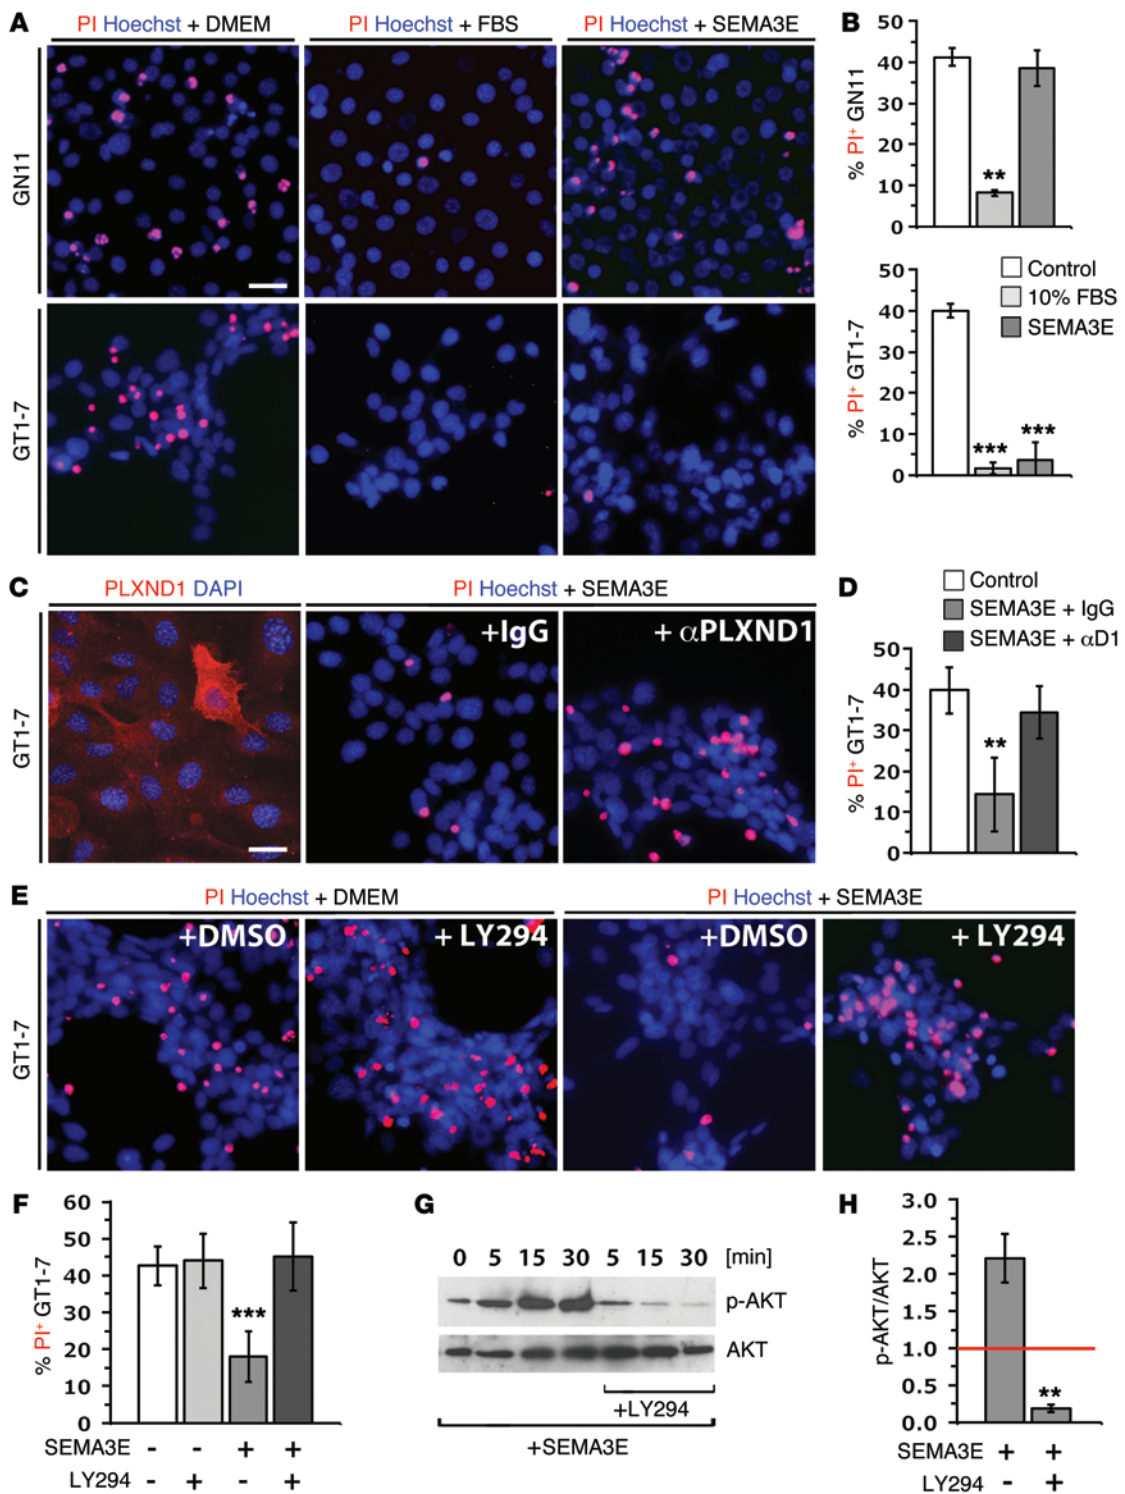 A
PI Hoechst + DMEM
PI Hoechst + FBS
PI Hoechst + SEMA3E
GN11
GT1-7
B
% PI⁺ GN11
50
40
30
20
10
0
**
Control
10% FBS
SEMA3E
% PI⁺ GT1-7
50
40
30
20
10
0
***
***
C
PLXND1 DAPI
PI Hoechst + SEMA3E
GT1-7
+IgG
+ αPLXND1
D
Control
SEMA3E + IgG
SEMA3E + αD1
% PI⁺ GT1-7
50
40
30
20
10
0
**
E
PI Hoechst + DMEM
PI Hoechst + SEMA3E
GT1-7
+DMSO
+ LY294
+DMSO
+ LY294
F
% PI⁺ GT1-7
60
50
40
30
20
10
0
***
SEMA3E - - + +
LY294 - + - +
G
0 5 15 30 5 15 30 [min]
p-AKT
AKT
+LY294
+SEMA3E
H
p-AKT/AKT
3.0
2.5
2.0
1.5
1.0
0.5
0.0
**
SEMA3E + +
LY294 - +